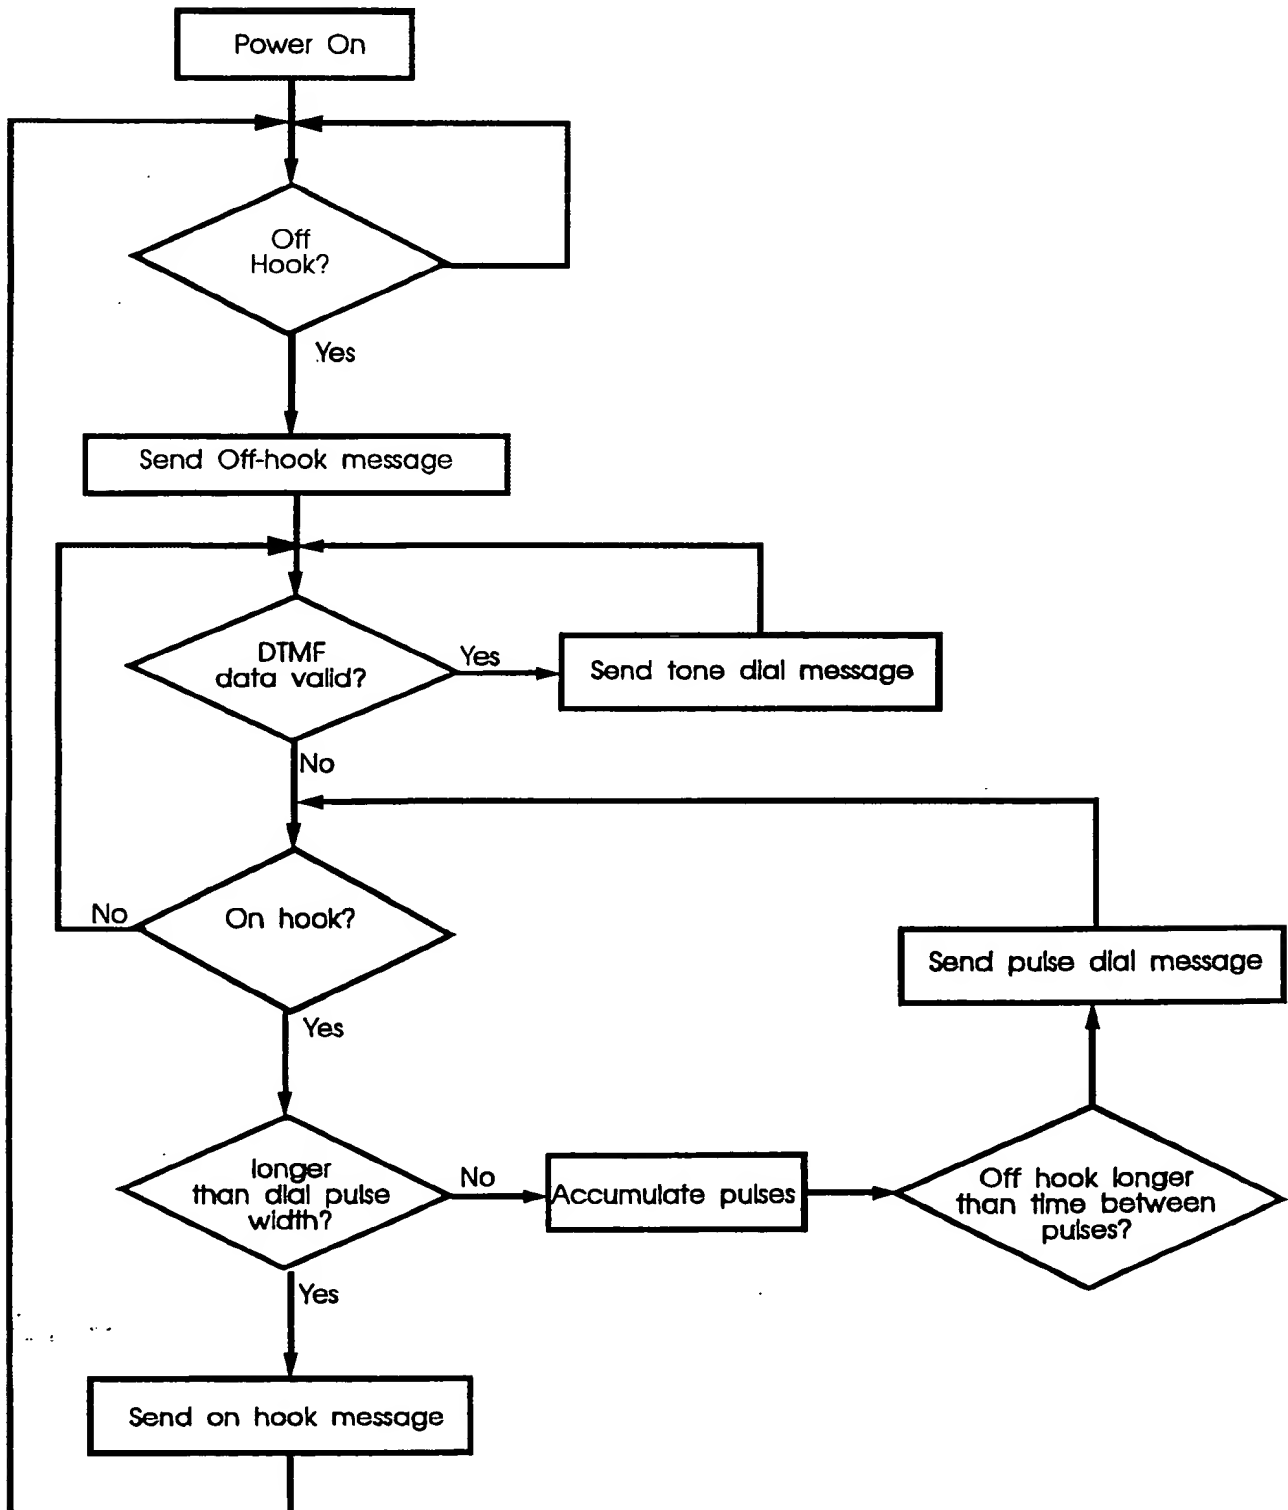 Power On
Off
Hook?
Yes
Send Off-hook message
DTMF
data valid?
Yes
Send tone dial message
No
On hook?
No
Yes
Send pulse dial message
longer
than dial pulse
width?
No
Accumulate pulses
Off hook longer
than time between
pulses?
Yes
Send on hook message